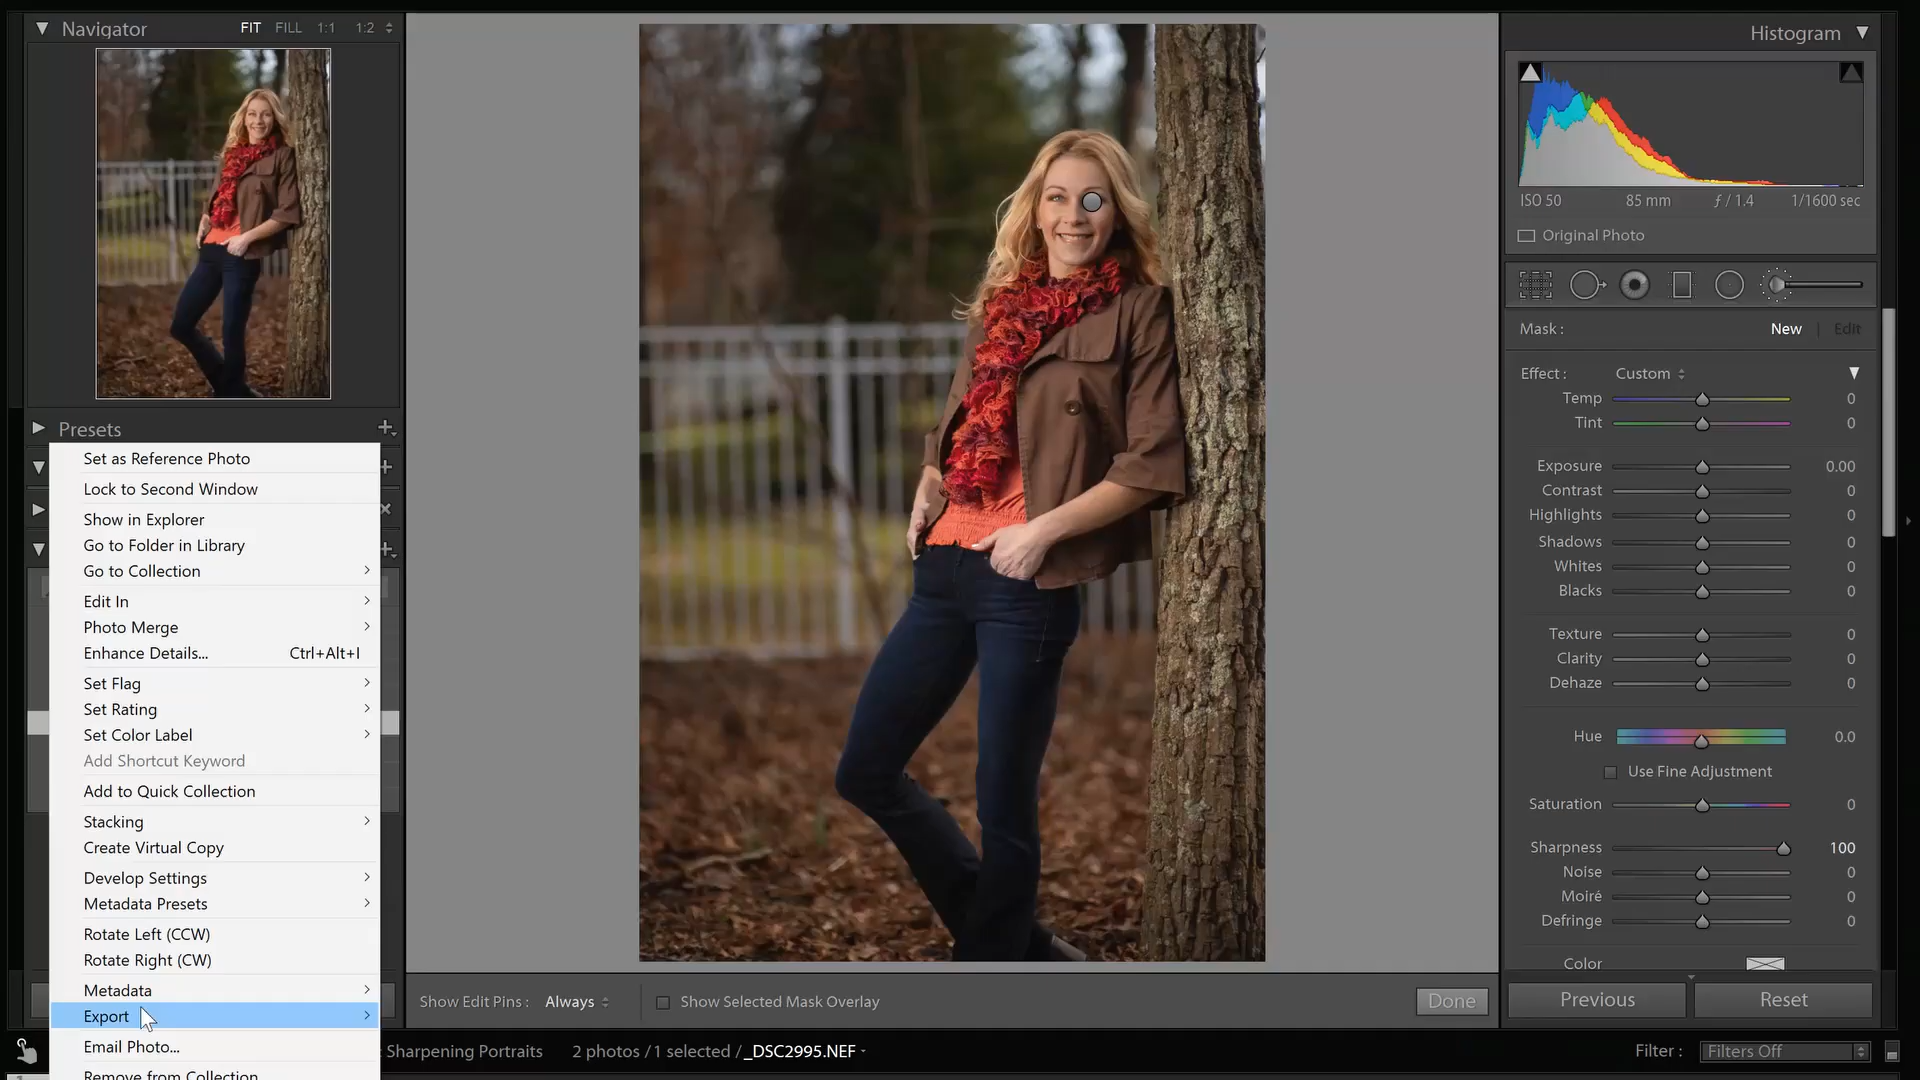 Navigator
FIT FILL 1:1 1:2
Presets
Set as Reference Photo
Lock to Second Window
Show in Explorer
Go to Folder in Library
Go to Collection
Edit In
Photo Merge
Enhance Details... Ctrl+Alt+I
Set Flag
Set Rating
Set Color Label
Add Shortcut Keyword
Add to Quick Collection
Stacking
Create Virtual Copy
Develop Settings
Metadata Presets
Rotate Left (CCW)
Rotate Right (CW)
Metadata
Export
Email Photo...
Remove from Collection
Show Edit Pins : Always
Show Selected Mask Overlay
Done
Sharpening Portraits 2 photos / 1 selected / _DSC2995.NEF
Histogram
ISO 50 85 mm ƒ / 1.4 1/1600 sec
Original Photo
Mask : New Edit
Effect : Custom
Temp 0
Tint 0
Exposure 0.00
Contrast 0
Highlights 0
Shadows 0
Whites 0
Blacks 0
Texture 0
Clarity 0
Dehaze 0
Hue 0.0
Use Fine Adjustment
Saturation 0
Sharpness 100
Noise 0
Moiré 0
Defringe 0
Color
Previous Reset
Filter : Filters Off